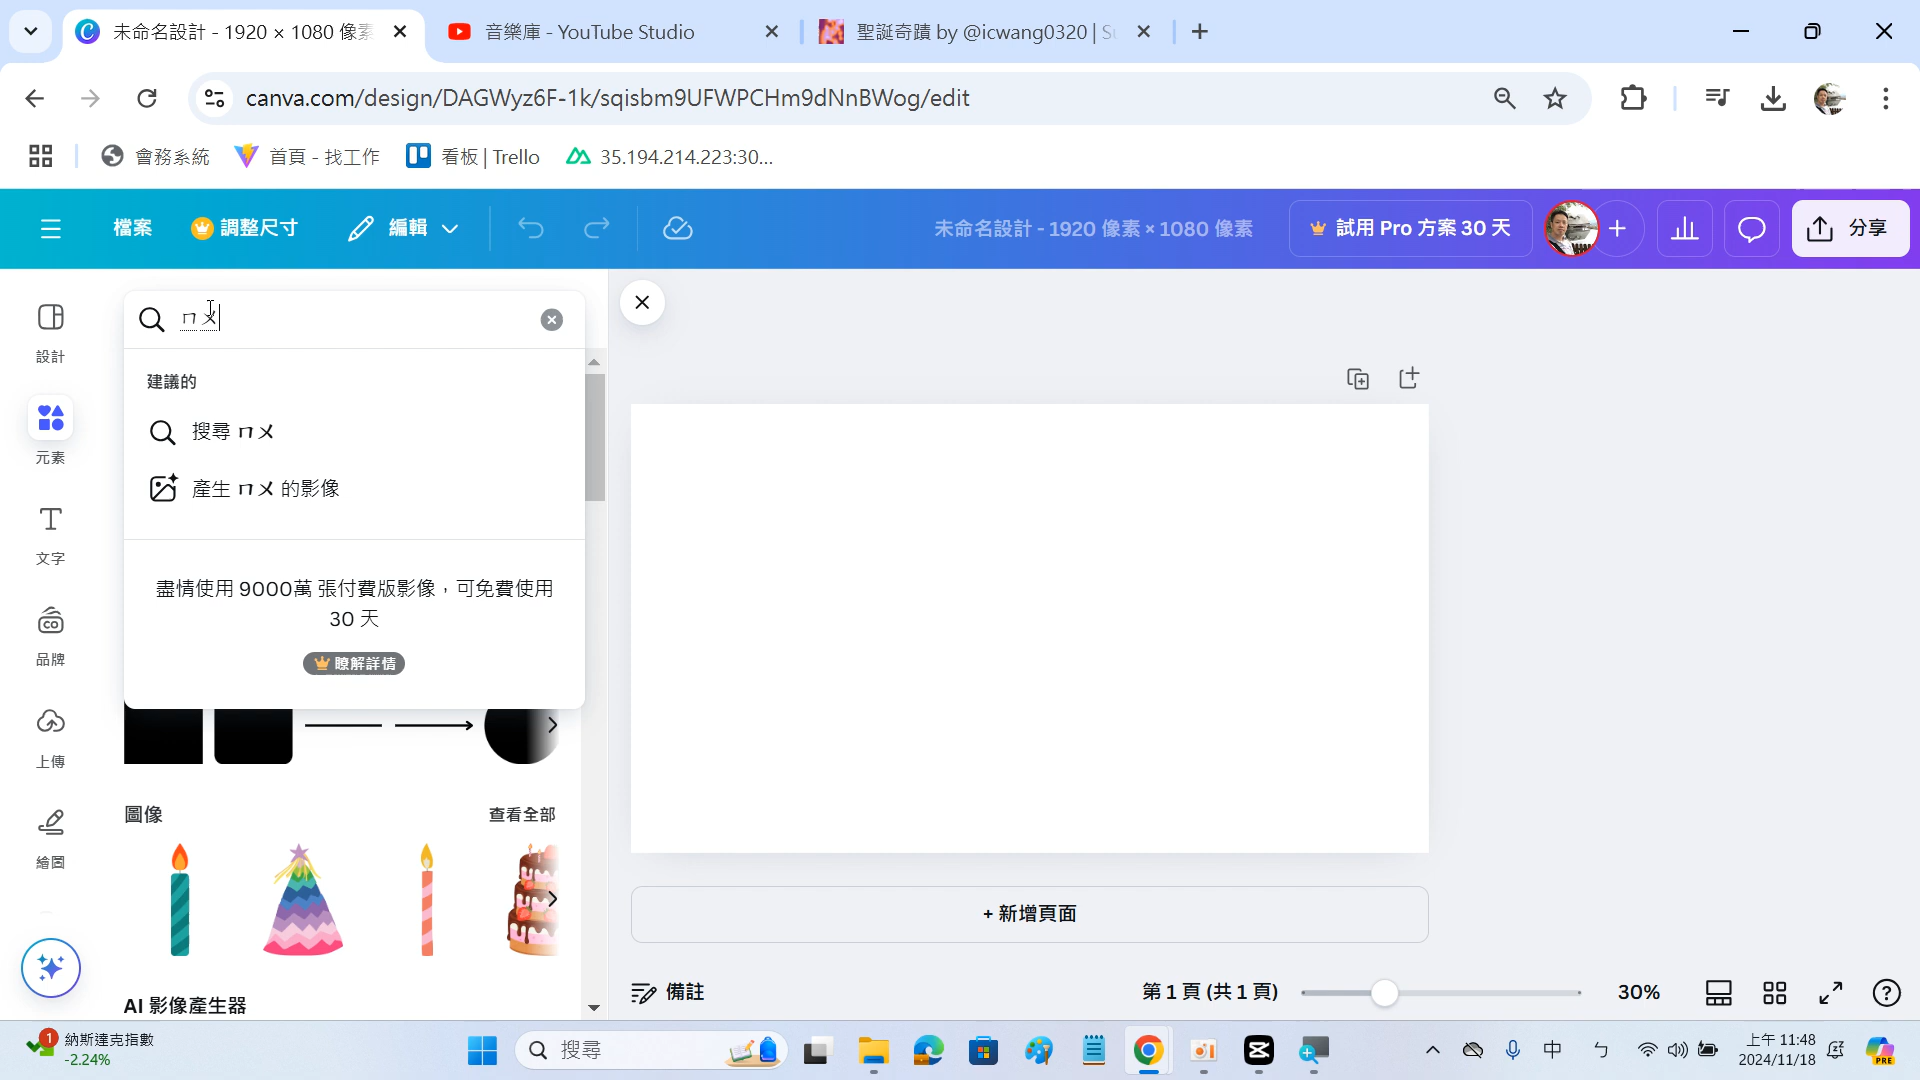 未命名設計 - 1920 × 1080 像素
音樂庫 - YouTube Studio
聖誕奇蹟 by @icwang0320 | Su
canva.com/design/DAGWyz6F-1k/sqisbm9UFWPCHm9dNnBWog/edit
會務系統
首頁 - 找工作
看板 | Trello
35.194.214.223:30...
檔案
調整尺寸
編輯
未命名設計 - 1920 像素 × 1080 像素
試用 Pro 方案 30 天
分享
設計
元素
文字
品牌
上傳
繪圖
ㄇㄨ
建議的
搜尋 ㄇㄨ
產生 ㄇㄨ 的影像
盡情使用 9000萬 張付費版影像，可免費使用
30 天
瞭解詳情
圖像
查看全部
AI 影像產生器
+ 新增頁面
備註
第 1 頁 (共 1 頁)
30%
1
納斯達克指數
-2.24%
搜尋
中
ㄅ
上午 11:48
2024/11/18
PRE